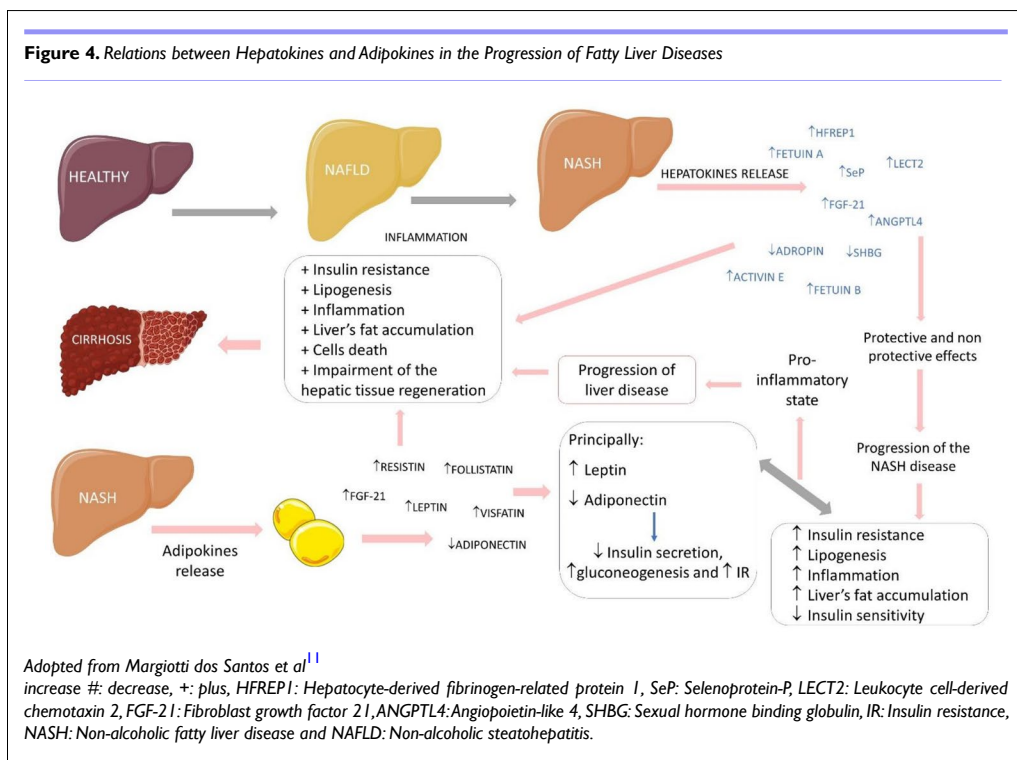 Figure 4. Relations between Hepatokines and Adipokines in the Progression of Fatty Liver Diseases
HEALTHY
NAFLD
NASH
HEPATOKINES RELEASE
↑HFREP1
↑FETUIN A
↑SeP
↑LECT2
↑FGF-21
↑ANGPTL4
↓ADROPIN
↓SHBG
↑ACTIVIN E
↑FETUIN B
INFLAMMATION
+ Insulin resistance
+ Lipogenesis
+ Inflammation
+ Liver's fat accumulation
+ Cells death
+ Impairment of the
hepatic tissue regeneration
CIRRHOSIS
Progression of
liver disease
Pro-
inflammatory
state
Protective and non
protective effects
Progression of the
NASH disease
NASH
Adipokines
release
↑RESISTIN
↑FOLLISTATIN
↑FGF-21
↑LEPTIN
↑VISFATIN
↓ADIPONECTIN
Principally:
↑ Leptin
↓ Adiponectin
↓ Insulin secretion,
↑gluconeogenesis and ↑ IR
↑ Insulin resistance
↑ Lipogenesis
↑ Inflammation
↑ Liver's fat accumulation
↓ Insulin sensitivity
Adopted from Margiotti dos Santos et al11
increase #: decrease, +: plus, HFREP1: Hepatocyte-derived fibrinogen-related protein 1, SeP: Selenoprotein-P, LECT2: Leukocyte cell-derived
chemotaxin 2, FGF-21: Fibroblast growth factor 21, ANGPTL4: Angiopoietin-like 4, SHBG: Sexual hormone binding globulin, IR: Insulin resistance,
NASH: Non-alcoholic fatty liver disease and NAFLD: Non-alcoholic steatohepatitis.